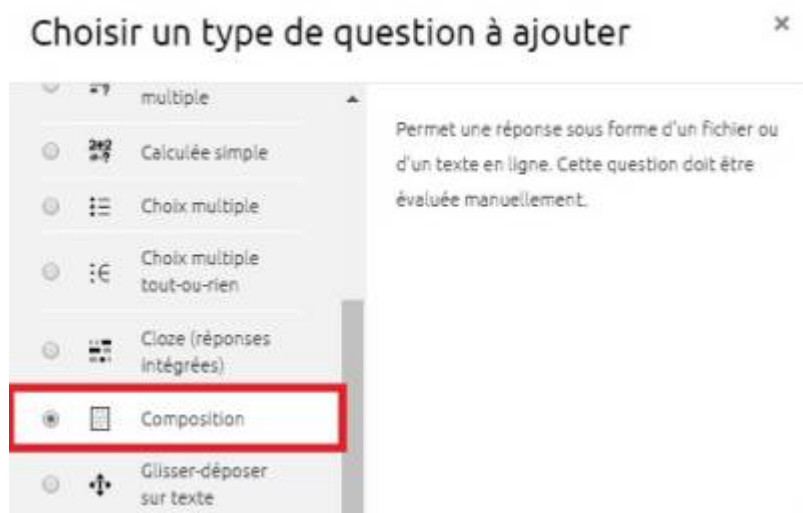 Choisir un type de question à ajouter
multiple
2+2
=?
Calculée simple
Choix multiple
Choix multiple
tout-ou-rien
Cloze (réponses
intégrées)
Composition
Glisser-déposer
sur texte
Permet une réponse sous forme d'un fichier ou
d'un texte en ligne. Cette question doit être
évaluée manuellement.